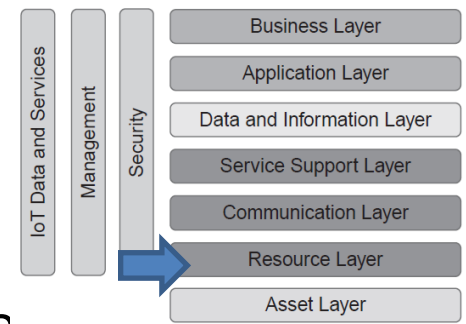 IoT Data and Services
Management
Security
Business Layer
Application Layer
Data and Information Layer
Service Support Layer
Communication Layer
Resource Layer
Asset Layer